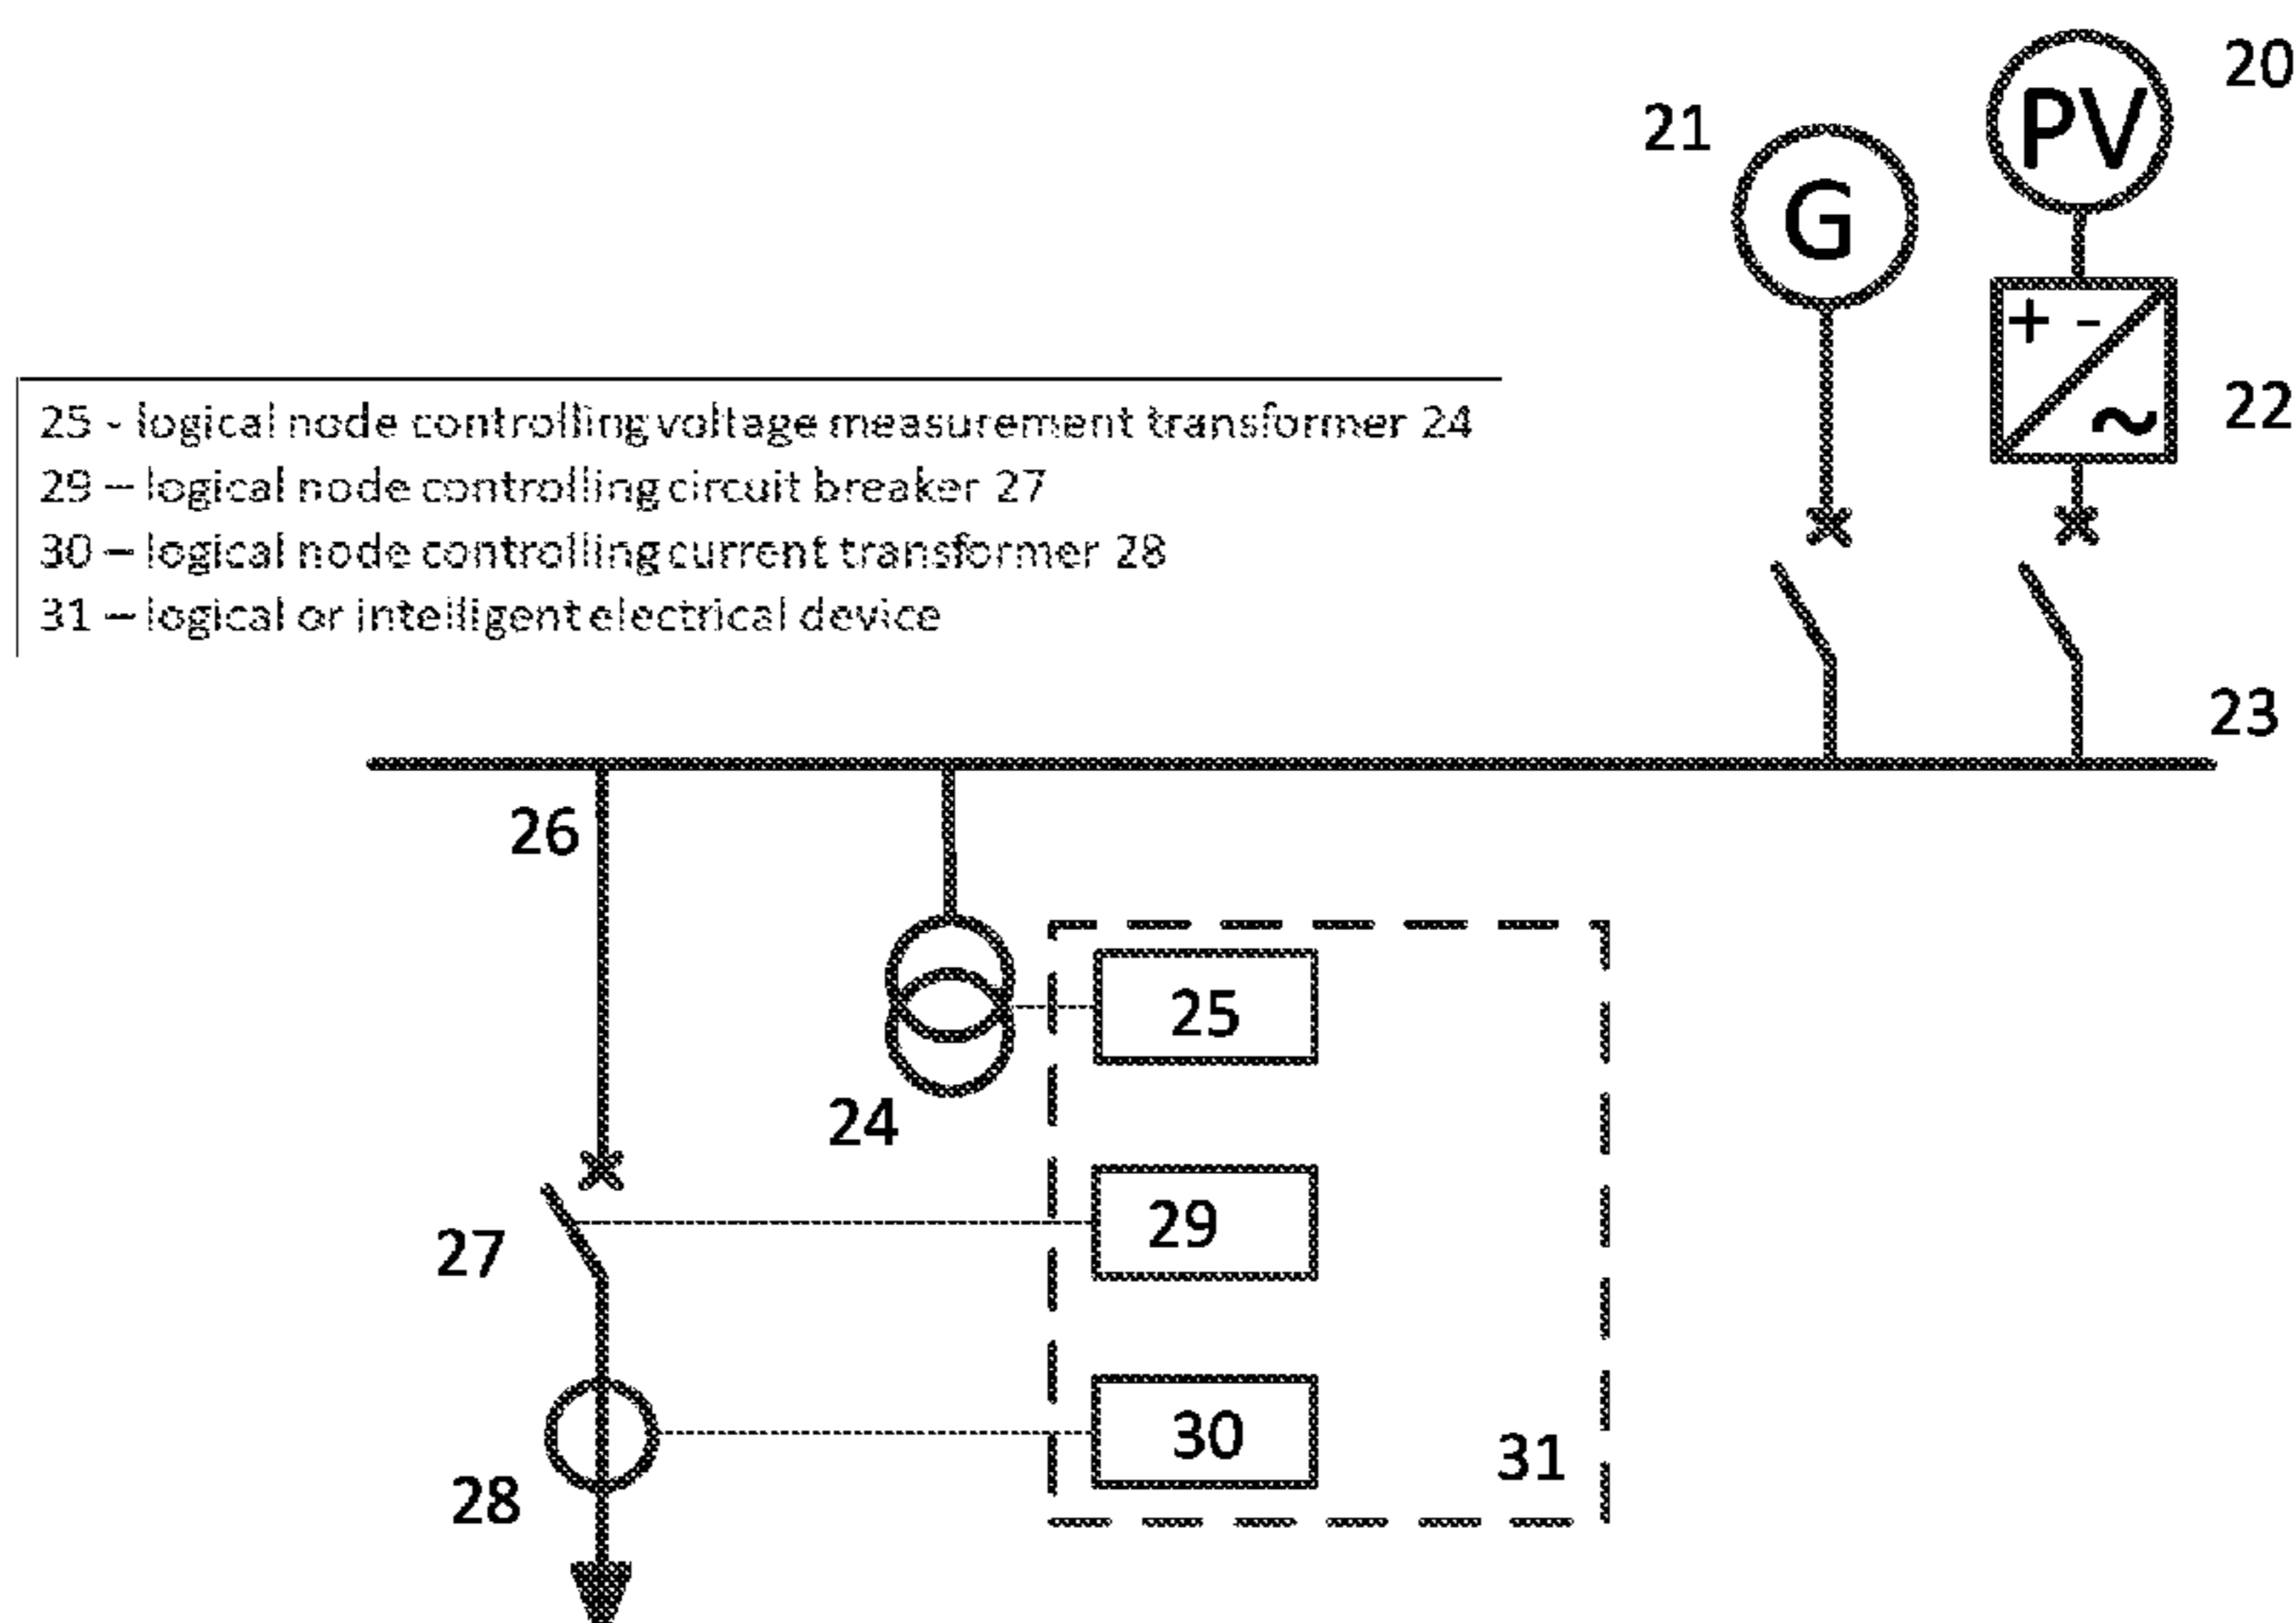 20
PV
21
G
+ -
~
22
25 - logical node controlling voltage measurement transformer 24
29 – logical node controlling circuit breaker 27
30 – logical node controlling current transformer 28
31 – logical or intelligent electrical device
23
26
25
24
29
27
30
31
28